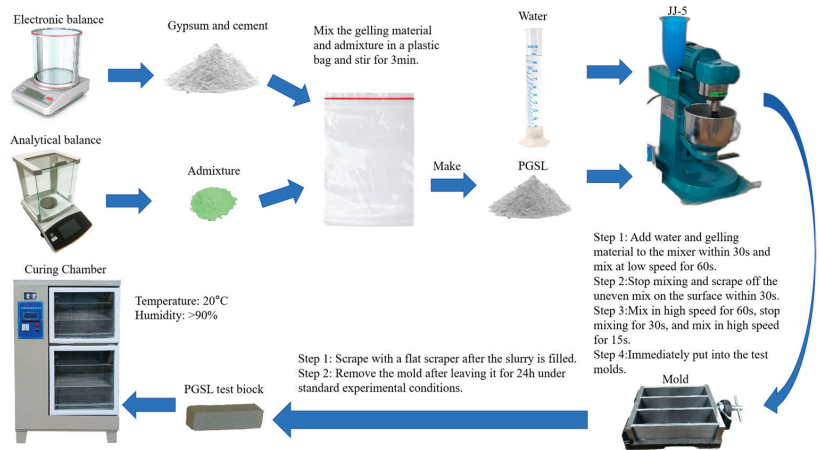 Electronic balance
Gypsum and cement
Mix the gelling material
and admixture in a plastic
bag and stir for 3min.
Water
JJ-5
Analytical balance
Admixture
Make
PGSL
Step 1: Add water and gelling
material to the mixer within 30s and
mix at low speed for 60s.
Step 2:Stop mixing and scrape off the
uneven mix on the surface within 30s.
Step 3:Mix in high speed for 60s, stop
mixing for 30s, and mix in high speed
for 15s.
Step 4:Immediately put into the test
molds.
Mold
Curing Chamber
Temperature: 20°C
Humidity: >90%
Step 1: Scrape with a flat scraper after the slurry is filled.
Step 2: Remove the mold after leaving it for 24h under
standard experimental conditions.
PGSL test biock